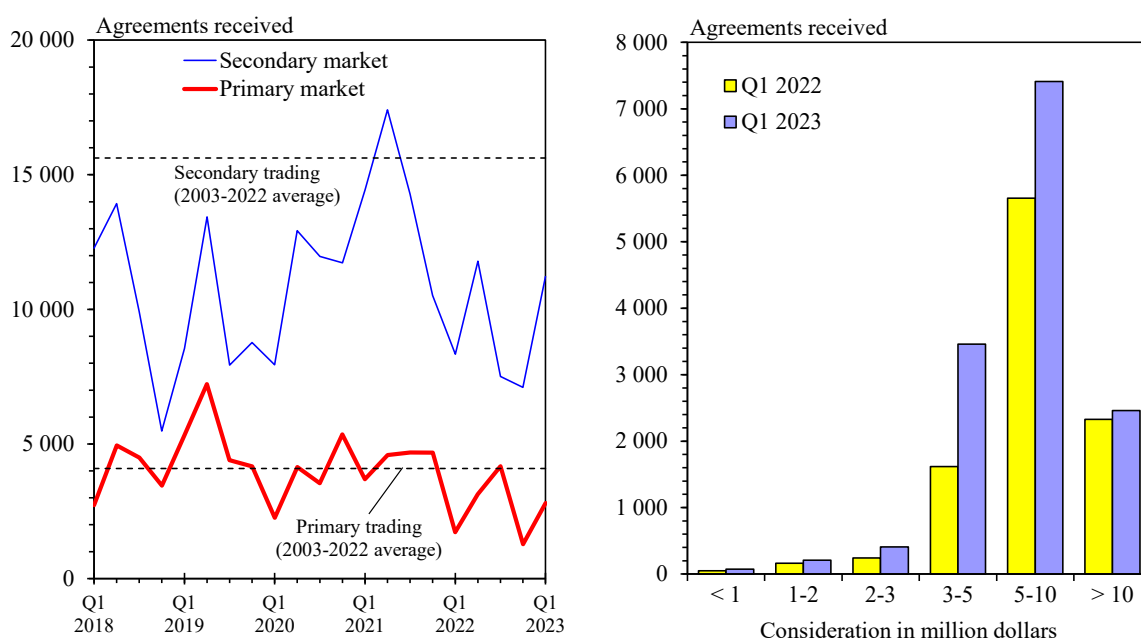 Agreements received
20 000
15 000
10 000
5 000
0
Secondary market
Primary market
Secondary trading
(2003-2022 average)
Primary trading
(2003-2022 average)
Q1 Q1 Q1 Q1 Q1 Q1
2018 2019 2020 2021 2022 2023
Agreements received
8 000
7 000
6 000
5 000
4 000
3 000
2 000
1 000
0
Q1 2022
Q1 2023
< 1 1-2 2-3 3-5 5-10 > 10
Consideration in million dollars